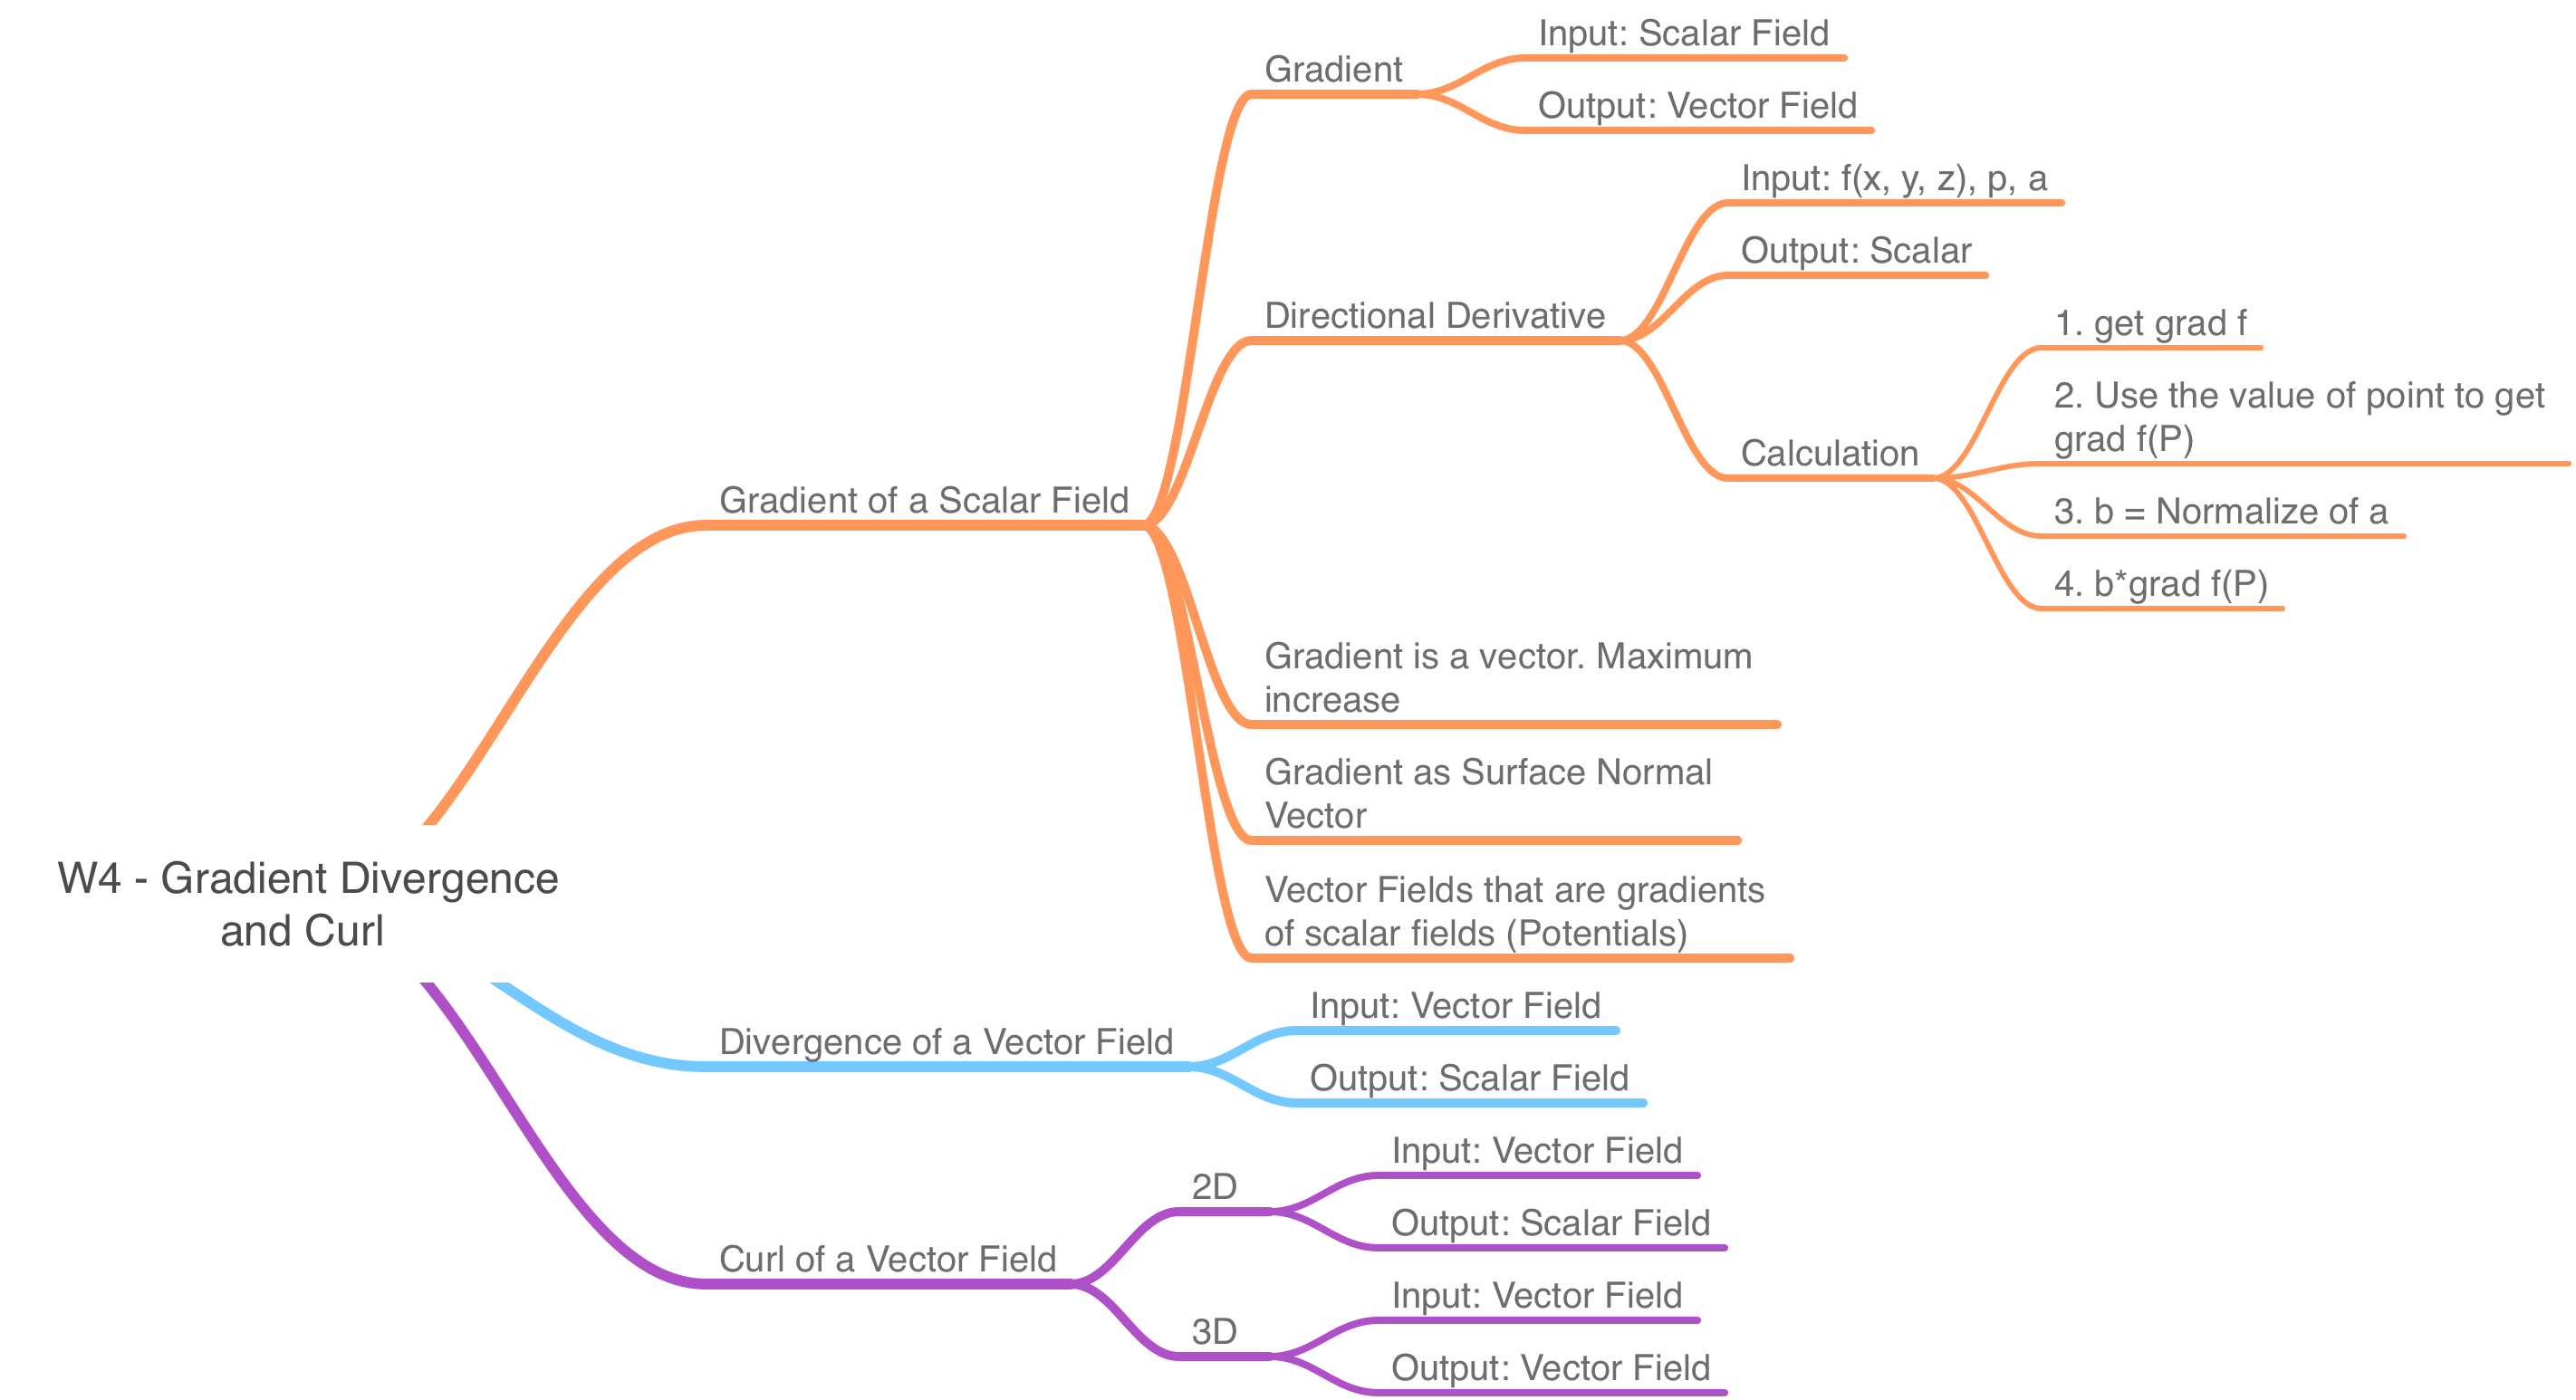 W4 - Gradient Divergence
and Curl
Gradient of a Scalar Field
Gradient
Input: Scalar Field
Output: Vector Field
Directional Derivative
Input: f(x, y, z), p, a
Output: Scalar
Calculation
1. get grad f
2. Use the value of point to get
grad f(P)
3. b = Normalize of a
4. b*grad f(P)
Gradient is a vector. Maximum
increase
Gradient as Surface Normal
Vector
Vector Fields that are gradients
of scalar fields (Potentials)
Divergence of a Vector Field
Input: Vector Field
Output: Scalar Field
Curl of a Vector Field
2D
Input: Vector Field
Output: Scalar Field
3D
Input: Vector Field
Output: Vector Field